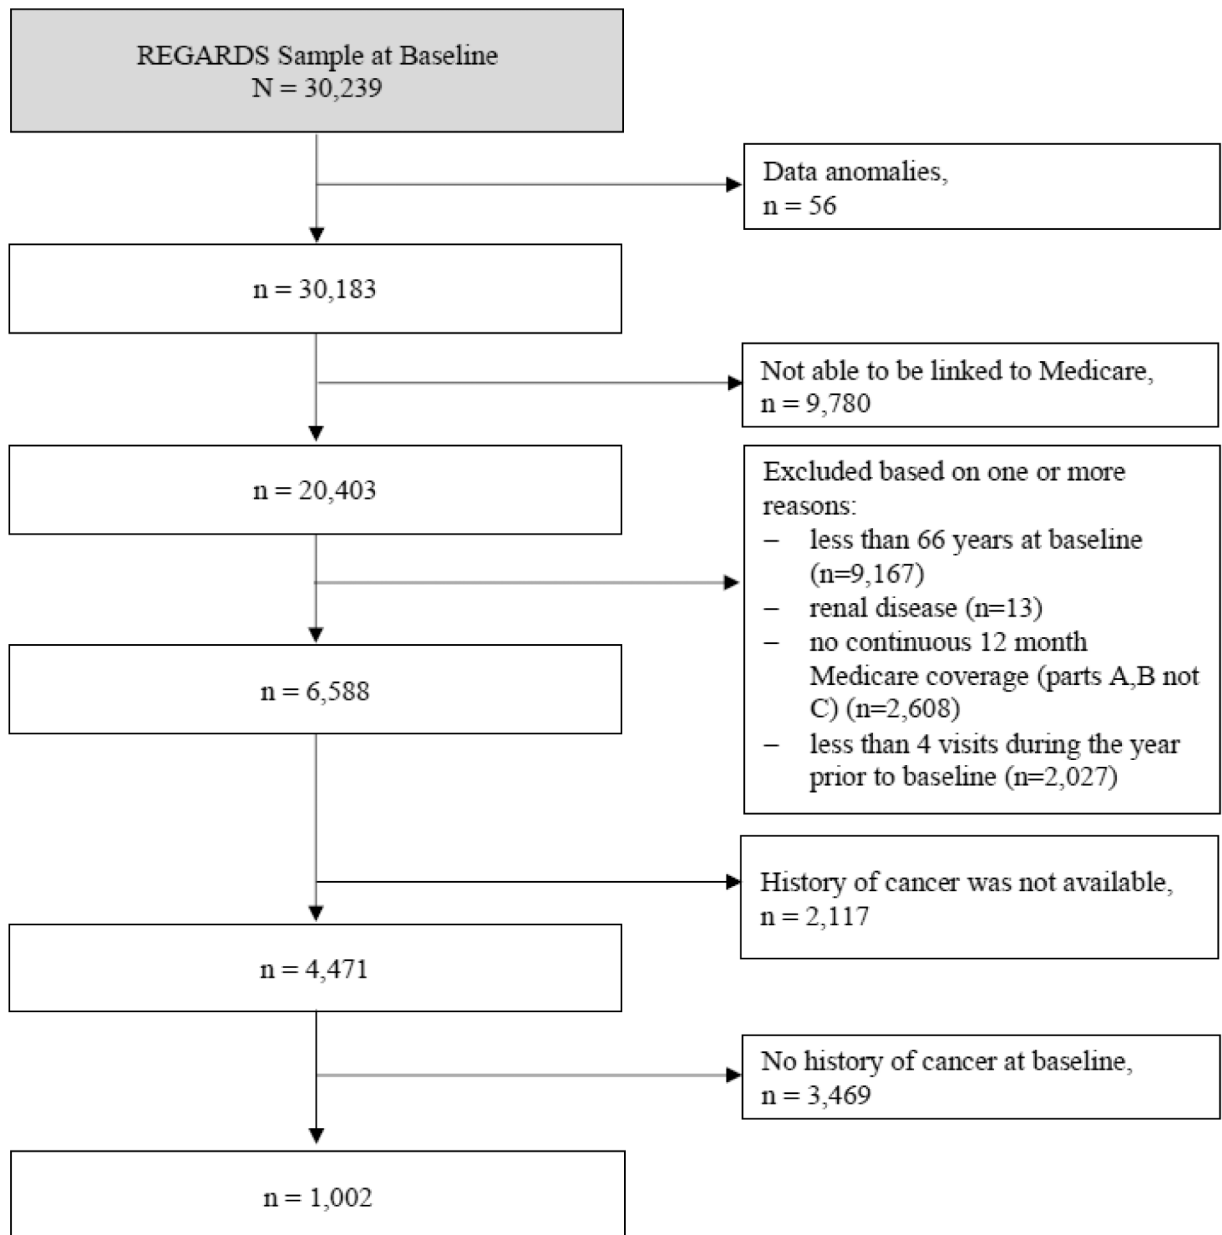 REGARDS Sample at Baseline
N = 30,239
Data anomalies,
n = 56
n = 30,183
Not able to be linked to Medicare,
n = 9,780
n = 20,403
Excluded based on one or more
reasons:
– less than 66 years at baseline
(n=9,167)
– renal disease (n=13)
– no continuous 12 month
Medicare coverage (parts A,B not
C) (n=2,608)
– less than 4 visits during the year
prior to baseline (n=2,027)
n = 6,588
History of cancer was not available,
n = 2,117
n = 4,471
No history of cancer at baseline,
n = 3,469
n = 1,002